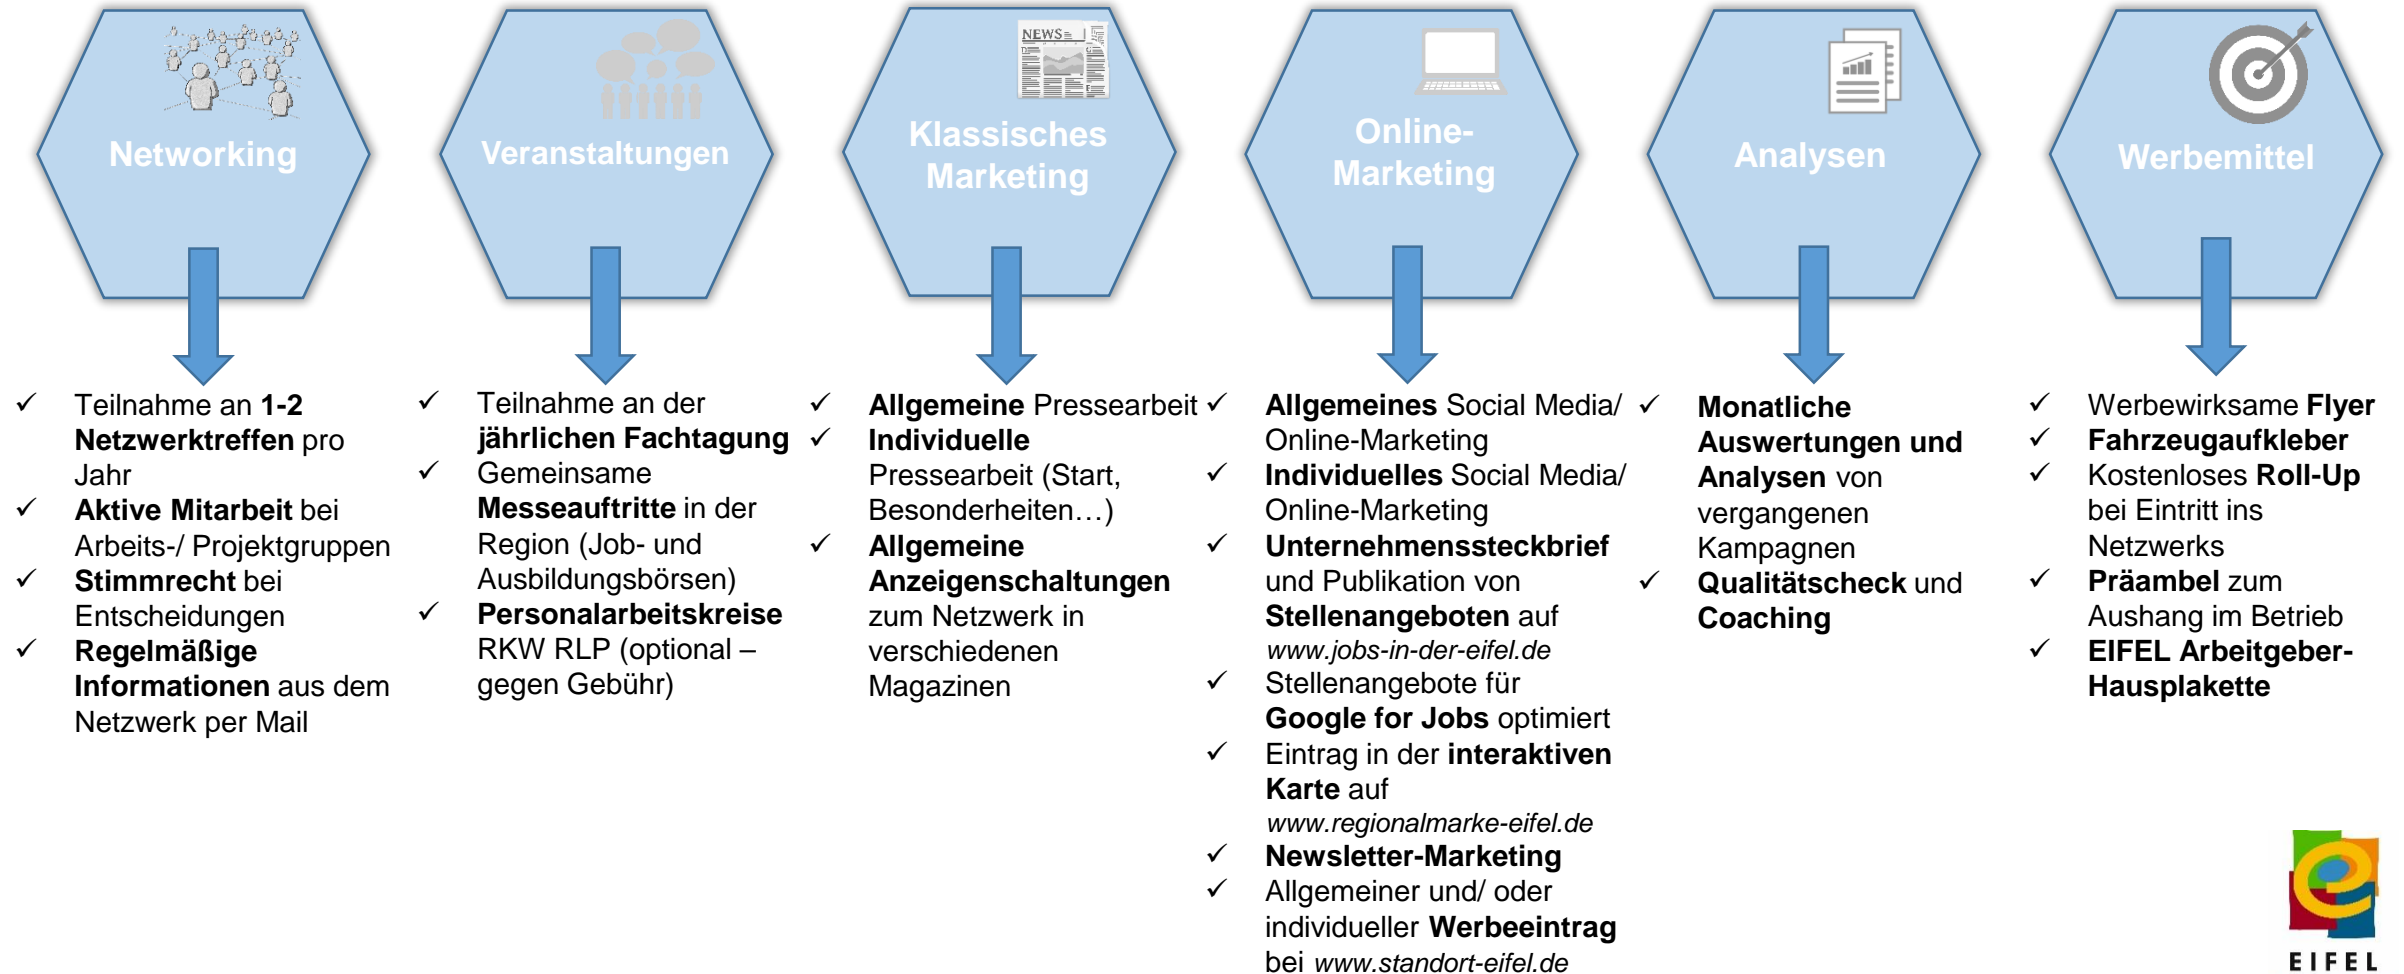 NEWS
Networking
Teilnahme an 1-2
Netzwerktreffen pro
Jahr
Aktive Mitarbeit bei
Arbeits-/ Projektgruppen
Stimmrecht bei
Entscheidungen
Regelmäßige
Informationen aus dem
Netzwerk per Mail
Veranstaltungen
Teilnahme an der
jährlichen Fachtagung
Gemeinsame
Messeauftritte in der
Region (Job- und
Ausbildungsbörsen)
Personalarbeitskreise
RKW RLP (optional –
gegen Gebühr)
Klassisches
Marketing
Allgemeine Pressearbeit
Individuelle
Pressearbeit (Start,
Besonderheiten…)
Allgemeine
Anzeigenschaltungen
zum Netzwerk in
verschiedenen
Magazinen
Online-
Marketing
Allgemeines Social Media/
Online-Marketing
Individuelles Social Media/
Online-Marketing
Unternehmenssteckbrief
und Publikation von
Stellenangeboten auf
www.jobs-in-der-eifel.de
Stellenangebote für
Google for Jobs optimiert
Eintrag in der interaktiven
Karte auf
www.regionalmarke-eifel.de
Newsletter-Marketing
Allgemeiner und/ oder
individueller Werbeeintrag
bei www.standort-eifel.de
Analysen
Monatliche
Auswertungen und
Analysen von
vergangenen
Kampagnen
Qualitätscheck und
Coaching
Werbemittel
Werbewirksame Flyer
Fahrzeugaufkleber
Kostenloses Roll-Up
bei Eintritt ins
Netzwerks
Präambel zum
Aushang im Betrieb
EIFEL Arbeitgeber-
Hausplakette
e
EIFEL